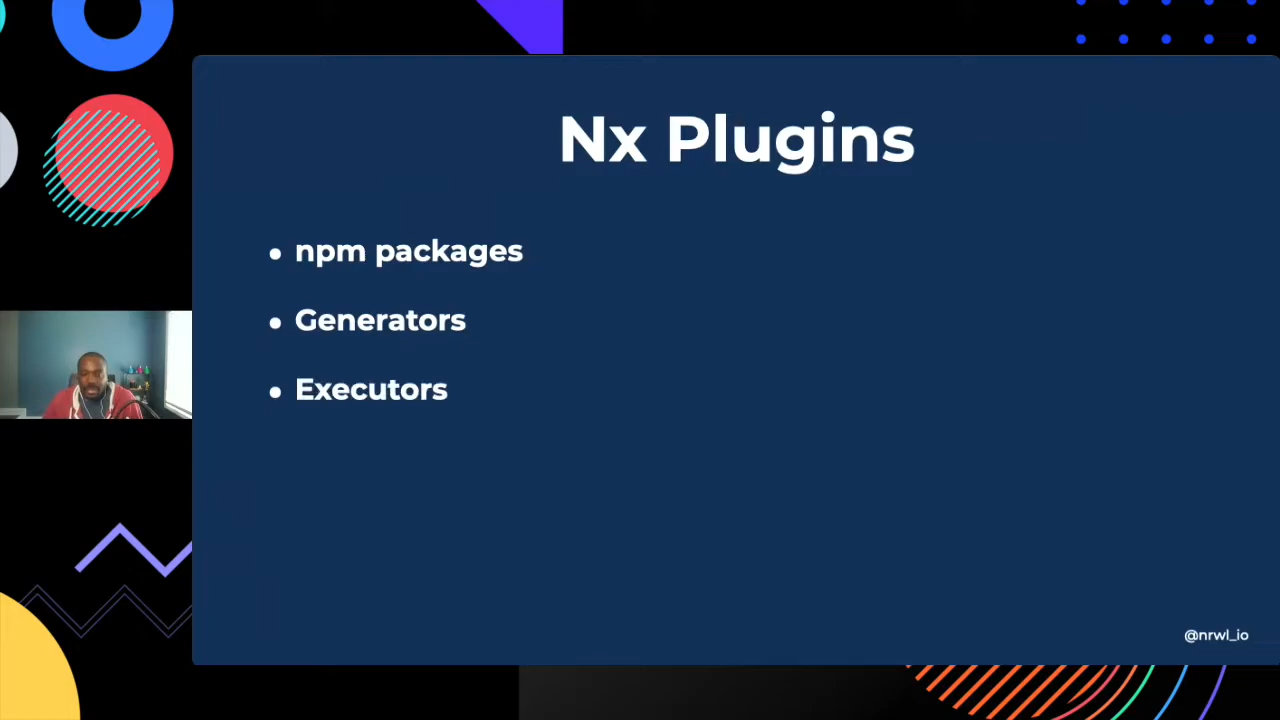 Nx Plugins
• npm packages
• Generators
• Executors
@nrwl_io